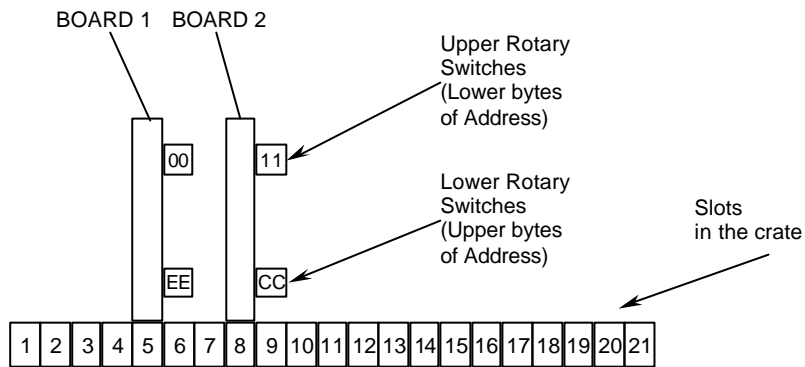 BOARD 1 BOARD 2
Upper Rotary
Switches
(Lower bytes
of Address)
00
11
Lower Rotary
Switches
(Upper bytes
of Address)
Slots
in the crate
EE
CC
1 2 3 4 5 6 7 8 9 10 11 12 13 14 15 16 17 18 19 20 21